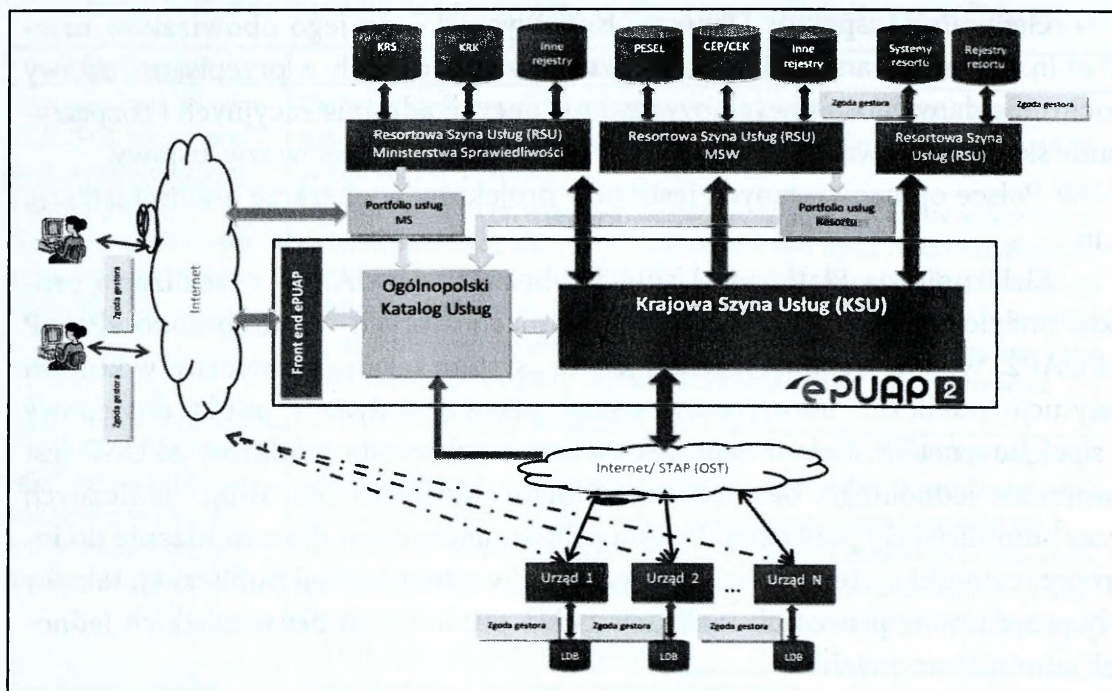 KRS
KRK
Inne
rejestry
PESEL
CEP/CEK
Inne
rejestry
Systemy
resortu
Rejestry
resortu
Zgoda gestora
Zgoda gestora
Resortowa Szyna Usług (RSU)
Ministerstwa Sprawiedliwości
Resortowa Szyna Usług (RSU)
MSW
Resortowa Szyna
Usług (RSU)
Portfolio usług
MS
Portfolio usług
Resortu
Zgoda gestora
Zgoda gestora
Internet
Front end ePUAP
Ogólnopolski
Katalog Usług
Krajowa Szyna Usług (KSU)
ePUAP 2
Internet/ STAP (OST)
Urząd 1
Urząd 2
...
Urząd N
Zgoda gestora
Zgoda gestora
Zgoda gestora
LDB
LDB
LDB